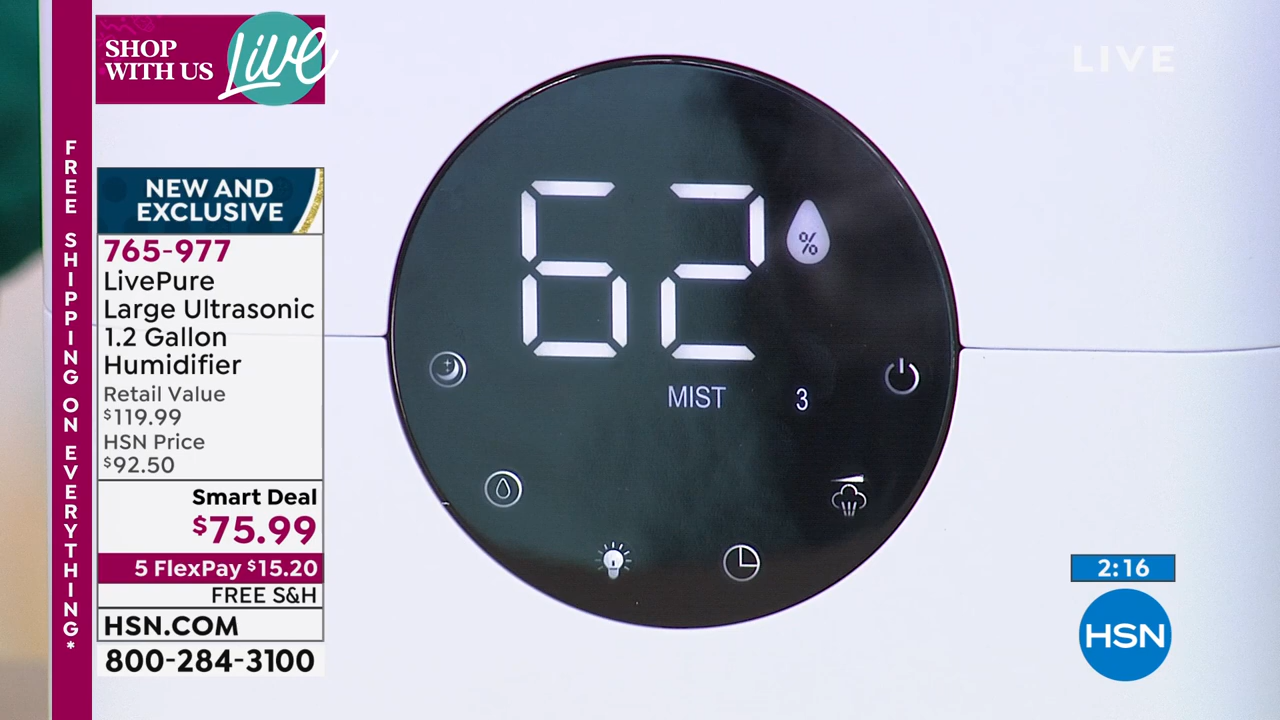 SHOP
WITH US
Live
LIVE
FREE SHIPPING ON EVERYTHING*
NEW AND
EXCLUSIVE
765-977
LivePure
Large Ultrasonic
1.2 Gallon
Humidifier
Retail Value
$119.99
HSN Price
$92.50
Smart Deal
$75.99
5 FlexPay $15.20
FREE S&H
HSN.COM
800-284-3100
62 %
MIST 3
2:16
HSN